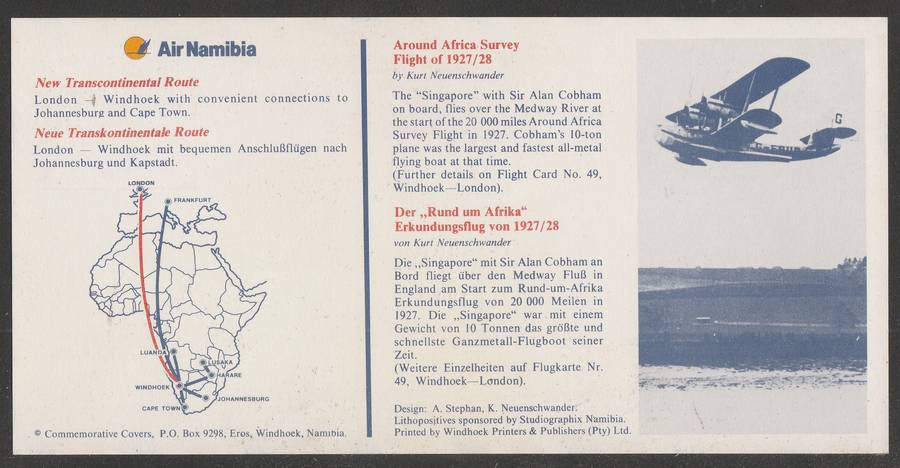 Air Namibia
New Transcontinental Route
London — Windhoek with convenient connections to
Johannesburg and Cape Town.
Neue Transkontinentale Route
London — Windhoek mit bequemen Anschlußflügen nach
Johannesburg und Kapstadt.
LONDON
FRANKFURT
LUANDA
LUSAKA
HARARE
WINDHOEK
JOHANNESBURG
CAPE TOWN
© Commemorative Covers, P.O. Box 9298, Eros, Windhoek, Namibia.
Around Africa Survey
Flight of 1927/28
by Kurt Neuenschwander
The “Singapore” with Sir Alan Cobham
on board, flies over the Medway River at
the start of the 20 000 miles Around Africa
Survey Flight in 1927. Cobham's 10-ton
plane was the largest and fastest all-metal
flying boat at that time.
(Further details on Flight Card No. 49,
Windhoek—London).
Der „Rund um Afrika“
Erkundungsflug von 1927/28
von Kurt Neuenschwander
Die „Singapore“ mit Sir Alan Cobham an
Bord fliegt über den Medway Fluß in
England am Start zum Rund-um-Afrika
Erkundungsflug von 20 000 Meilen in
1927. Die „Singapore“ war mit einem
Gewicht von 10 Tonnen das größte und
schnellste Ganzmetall-Flugboot seiner
Zeit.
(Weitere Einzelheiten auf Flugkarte Nr.
49, Windhoek—London).
Design: A. Stephan, K. Neuenschwander.
Lithopositives sponsored by Studiographix Namibia.
Printed by Windhoek Printers & Publishers (Pty) Ltd.
G